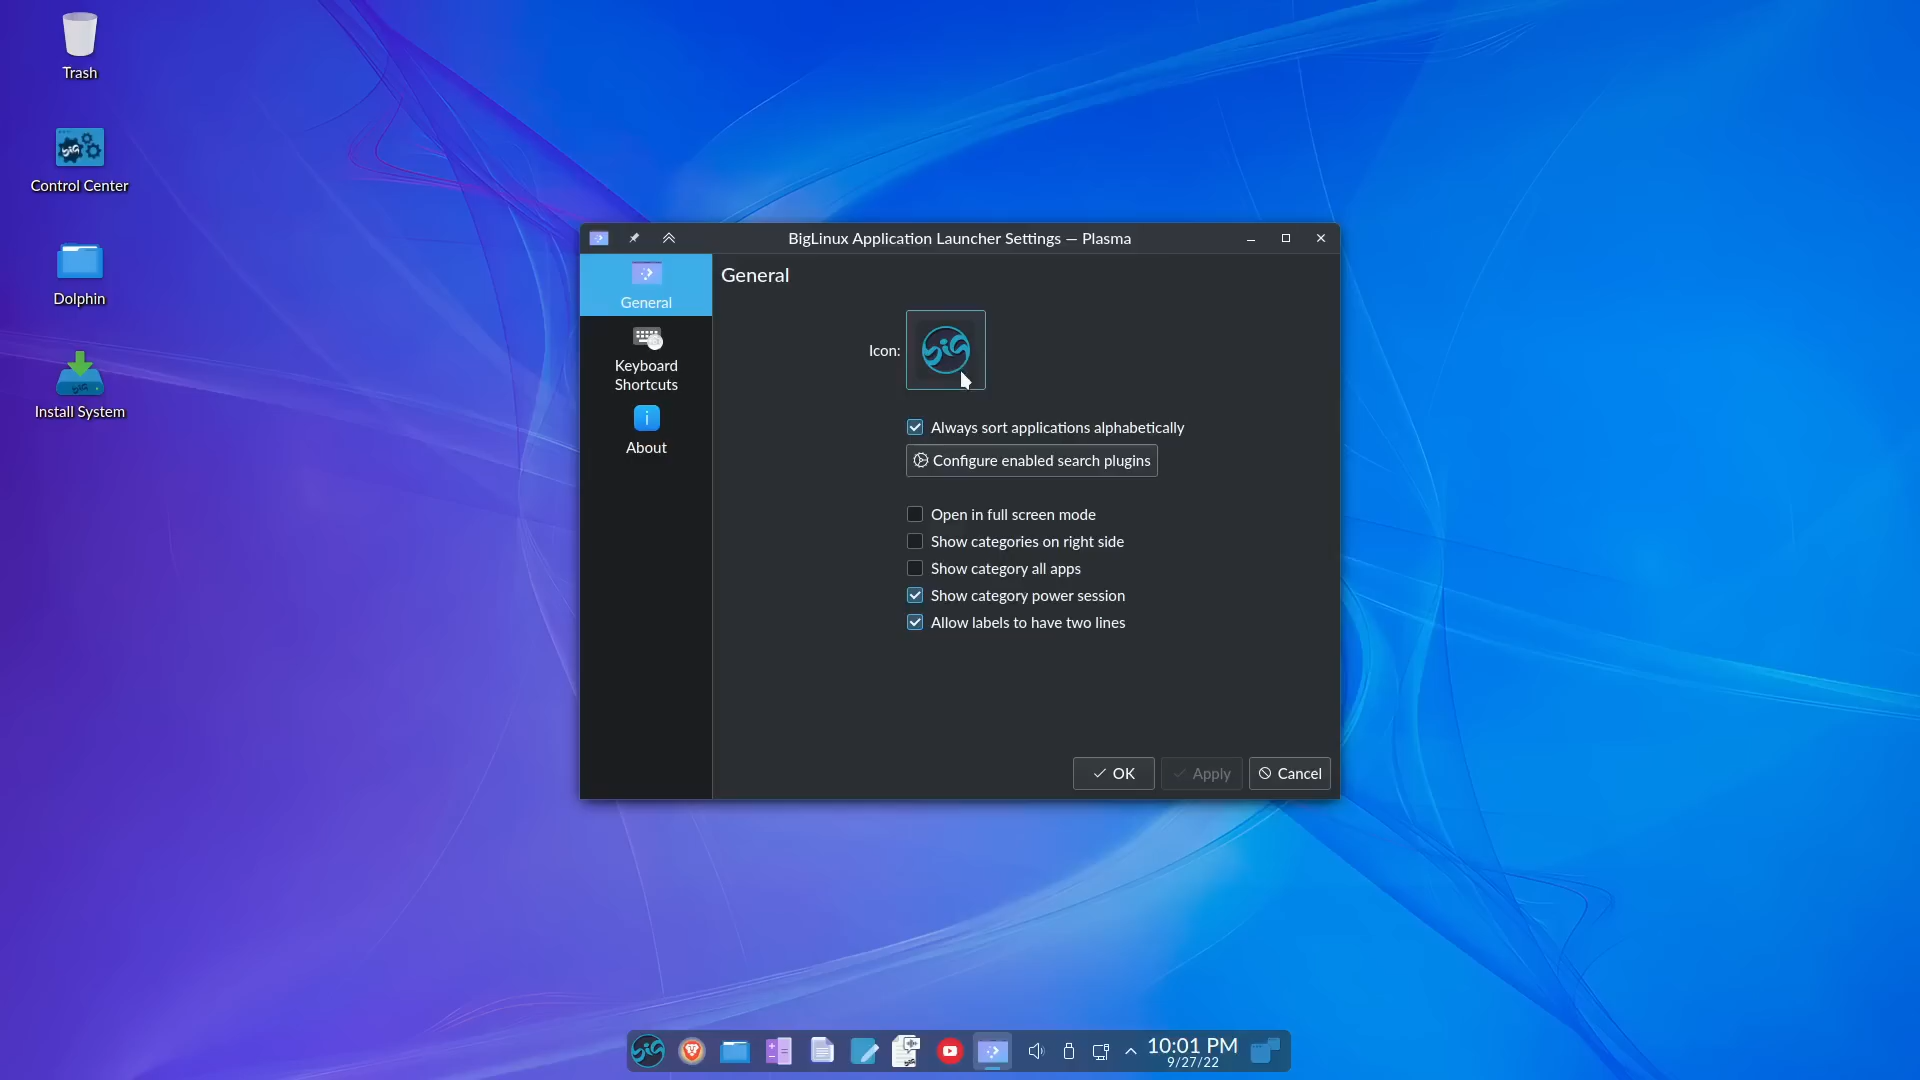 Trash
Control Center
Dolphin
Install System
BigLinux Application Launcher Settings — Plasma
General
Keyboard
Shortcuts
About
General
Icon:
Always sort applications alphabetically
Configure enabled search plugins
Open in full screen mode
Show categories on right side
Show category all apps
Show category power session
Allow labels to have two lines
OK
Apply
Cancel
10:01 PM
9/27/22